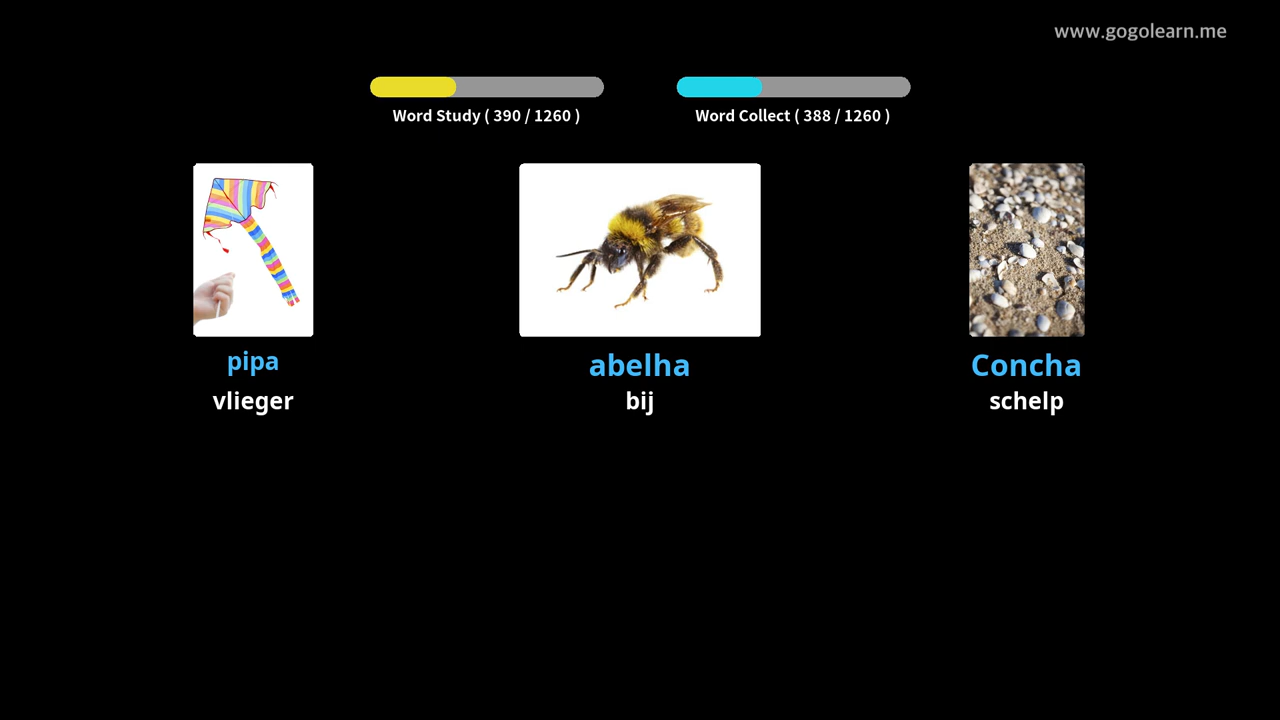 www.gogolearn.me
Word Study ( 390 / 1260 )
Word Collect ( 388 / 1260 )
pipa
vlieger
abelha
bij
Concha
schelp